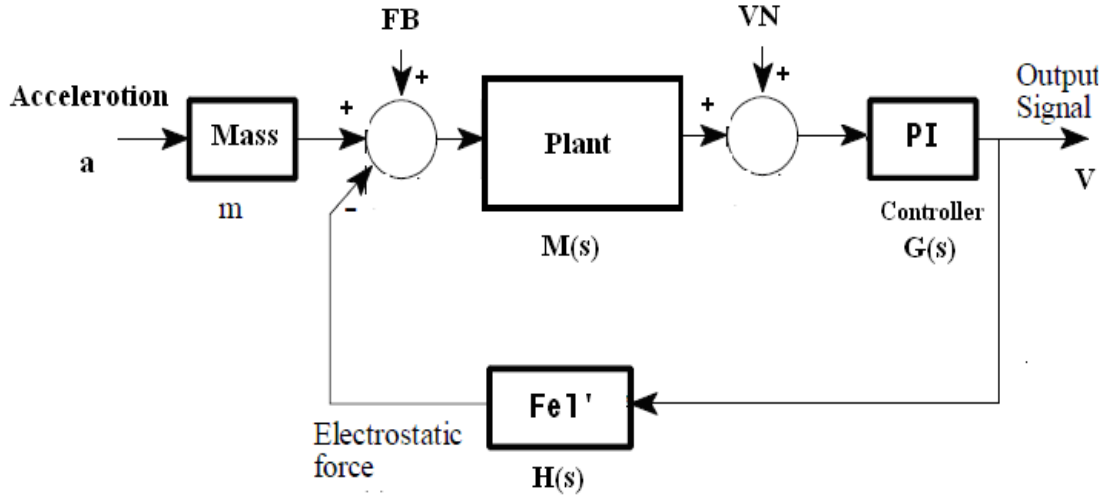 FB
VN
Accelerotion
a
Mass
m
+
+
-
Plant
M(s)
+
+
PI
Controller
G(s)
Output
Signal
V
Fel'
H(s)
Electrostatic
force